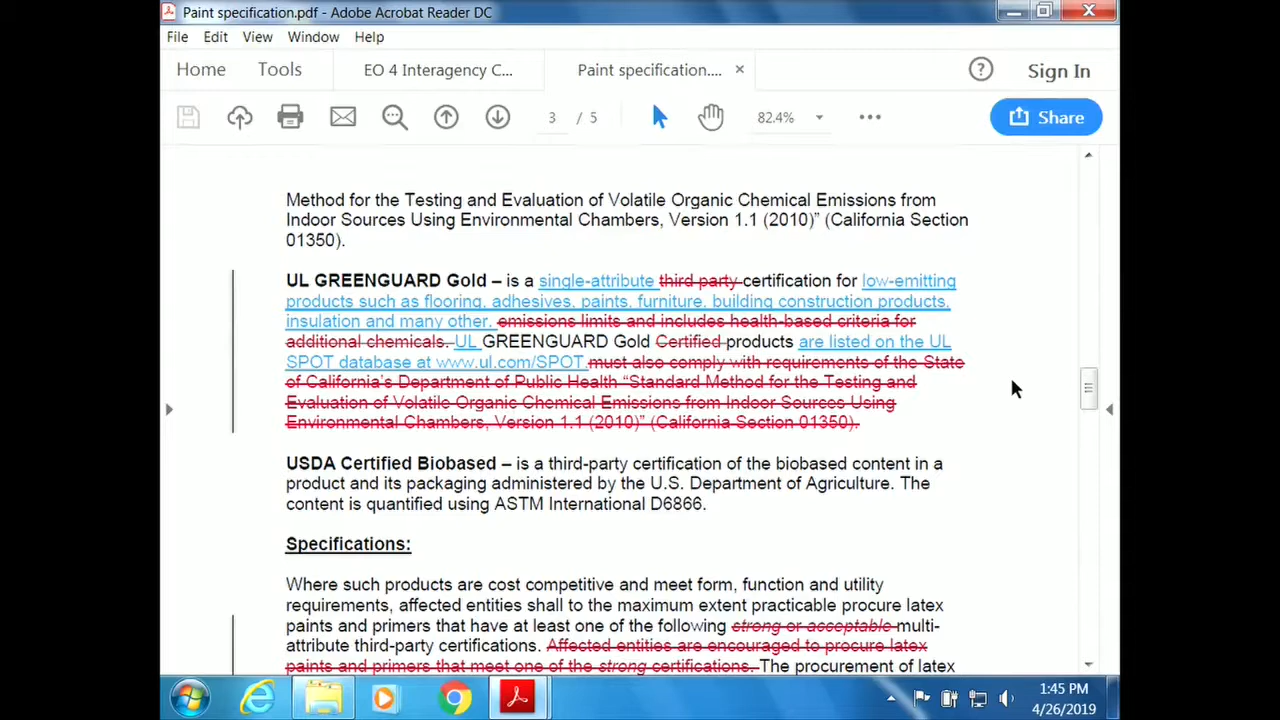 Paint specification.pdf - Adobe Acrobat Reader DC
File Edit View Window Help
Home Tools EO 4 Interagency C... Paint specification.... × ? Sign In
3 / 5 82.4% Share
Method for the Testing and Evaluation of Volatile Organic Chemical Emissions from
Indoor Sources Using Environmental Chambers, Version 1.1 (2010)” (California Section
01350).
UL GREENGUARD Gold – is a single-attribute third party certification for low-emitting
products such as flooring, adhesives, paints, furniture, building construction products,
insulation and many other. emissions limits and includes health-based criteria for
additional chemicals. UL GREENGUARD Gold Certified products are listed on the UL
SPOT database at www.ul.com/SPOT. must also comply with requirements of the State
of California’s Department of Public Health “Standard Method for the Testing and
Evaluation of Volatile Organic Chemical Emissions from Indoor Sources Using
Environmental Chambers, Version 1.1 (2010)” (California Section 01350).
USDA Certified Biobased – is a third-party certification of the biobased content in a
product and its packaging administered by the U.S. Department of Agriculture. The
content is quantified using ASTM International D6866.
Specifications:
Where such products are cost competitive and meet form, function and utility
requirements, affected entities shall to the maximum extent practicable procure latex
paints and primers that have at least one of the following strong or acceptable multi-
attribute third-party certifications. Affected entities are encouraged to procure latex
paints and primers that meet one of the strong certifications. The procurement of latex
1:45 PM
4/26/2019